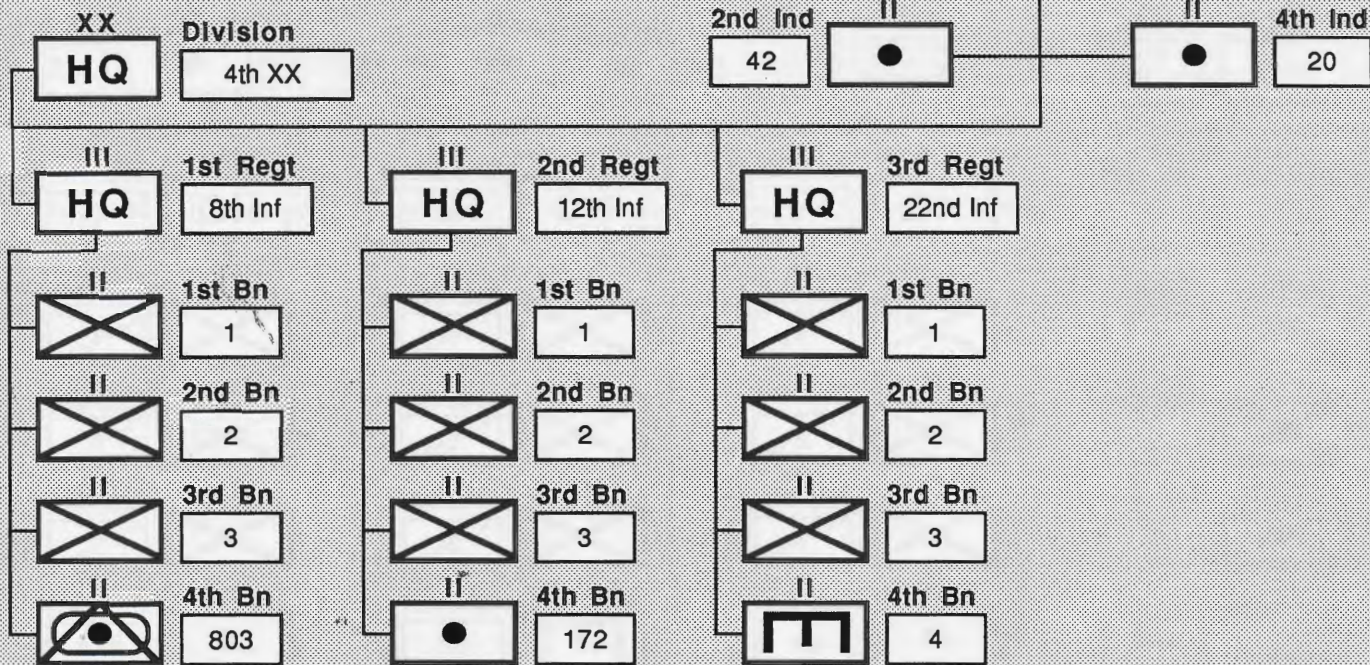 XX
Division
HQ
4th XX
2nd Ind
II
42
II
4th Ind
20
III
1st Regt
HQ
8th Inf
III
2nd Regt
HQ
12th Inf
III
3rd Regt
HQ
22nd Inf
II
1st Bn
1
II
1st Bn
1
II
1st Bn
1
II
2nd Bn
2
II
2nd Bn
2
II
2nd Bn
2
II
3rd Bn
3
II
3rd Bn
3
II
3rd Bn
3
II
4th Bn
803
II
4th Bn
172
II
4th Bn
4